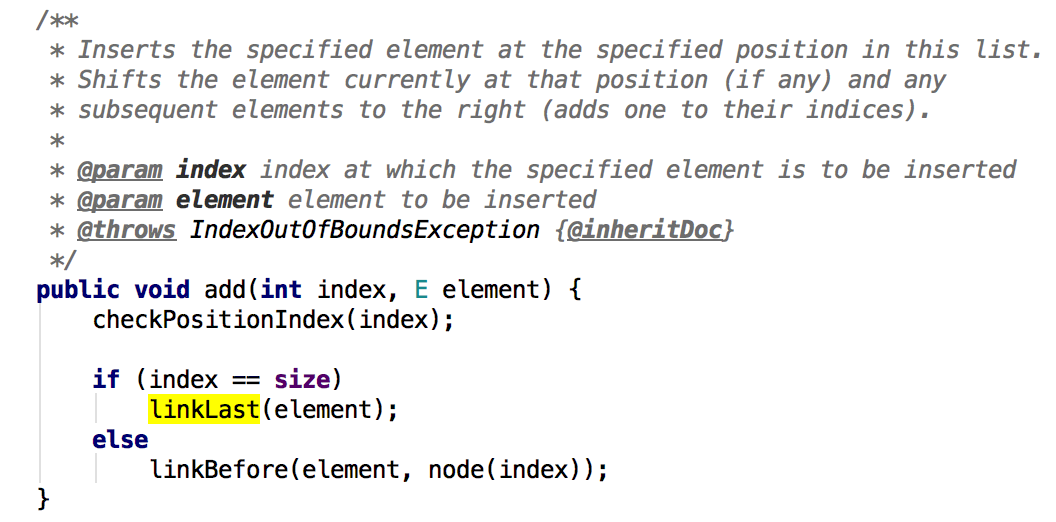 /**
 * Inserts the specified element at the specified position in this list.
 * Shifts the element currently at that position (if any) and any
 * subsequent elements to the right (adds one to their indices).
 *
 * @param index index at which the specified element is to be inserted
 * @param element element to be inserted
 * @throws IndexOutOfBoundsException {@inheritDoc}
 */
public void add(int index, E element) {
    checkPositionIndex(index);

    if (index == size)
        linkLast(element);
    else
        linkBefore(element, node(index));
}